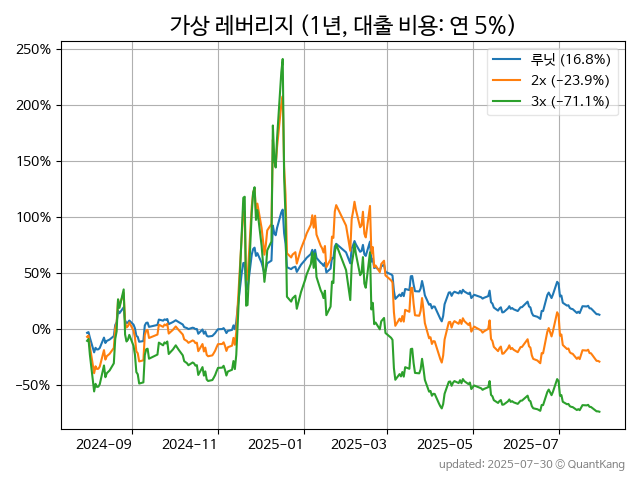 가상 레버리지 (1년, 대출 비용: 연 5%)
250%
200%
150%
100%
50%
0%
−50%
루닛 (16.8%)
2x (−23.9%)
3x (−71.1%)
2024-09
2024-11
2025-01
2025-03
2025-05
2025-07
updated: 2025-07-30 © QuantKang